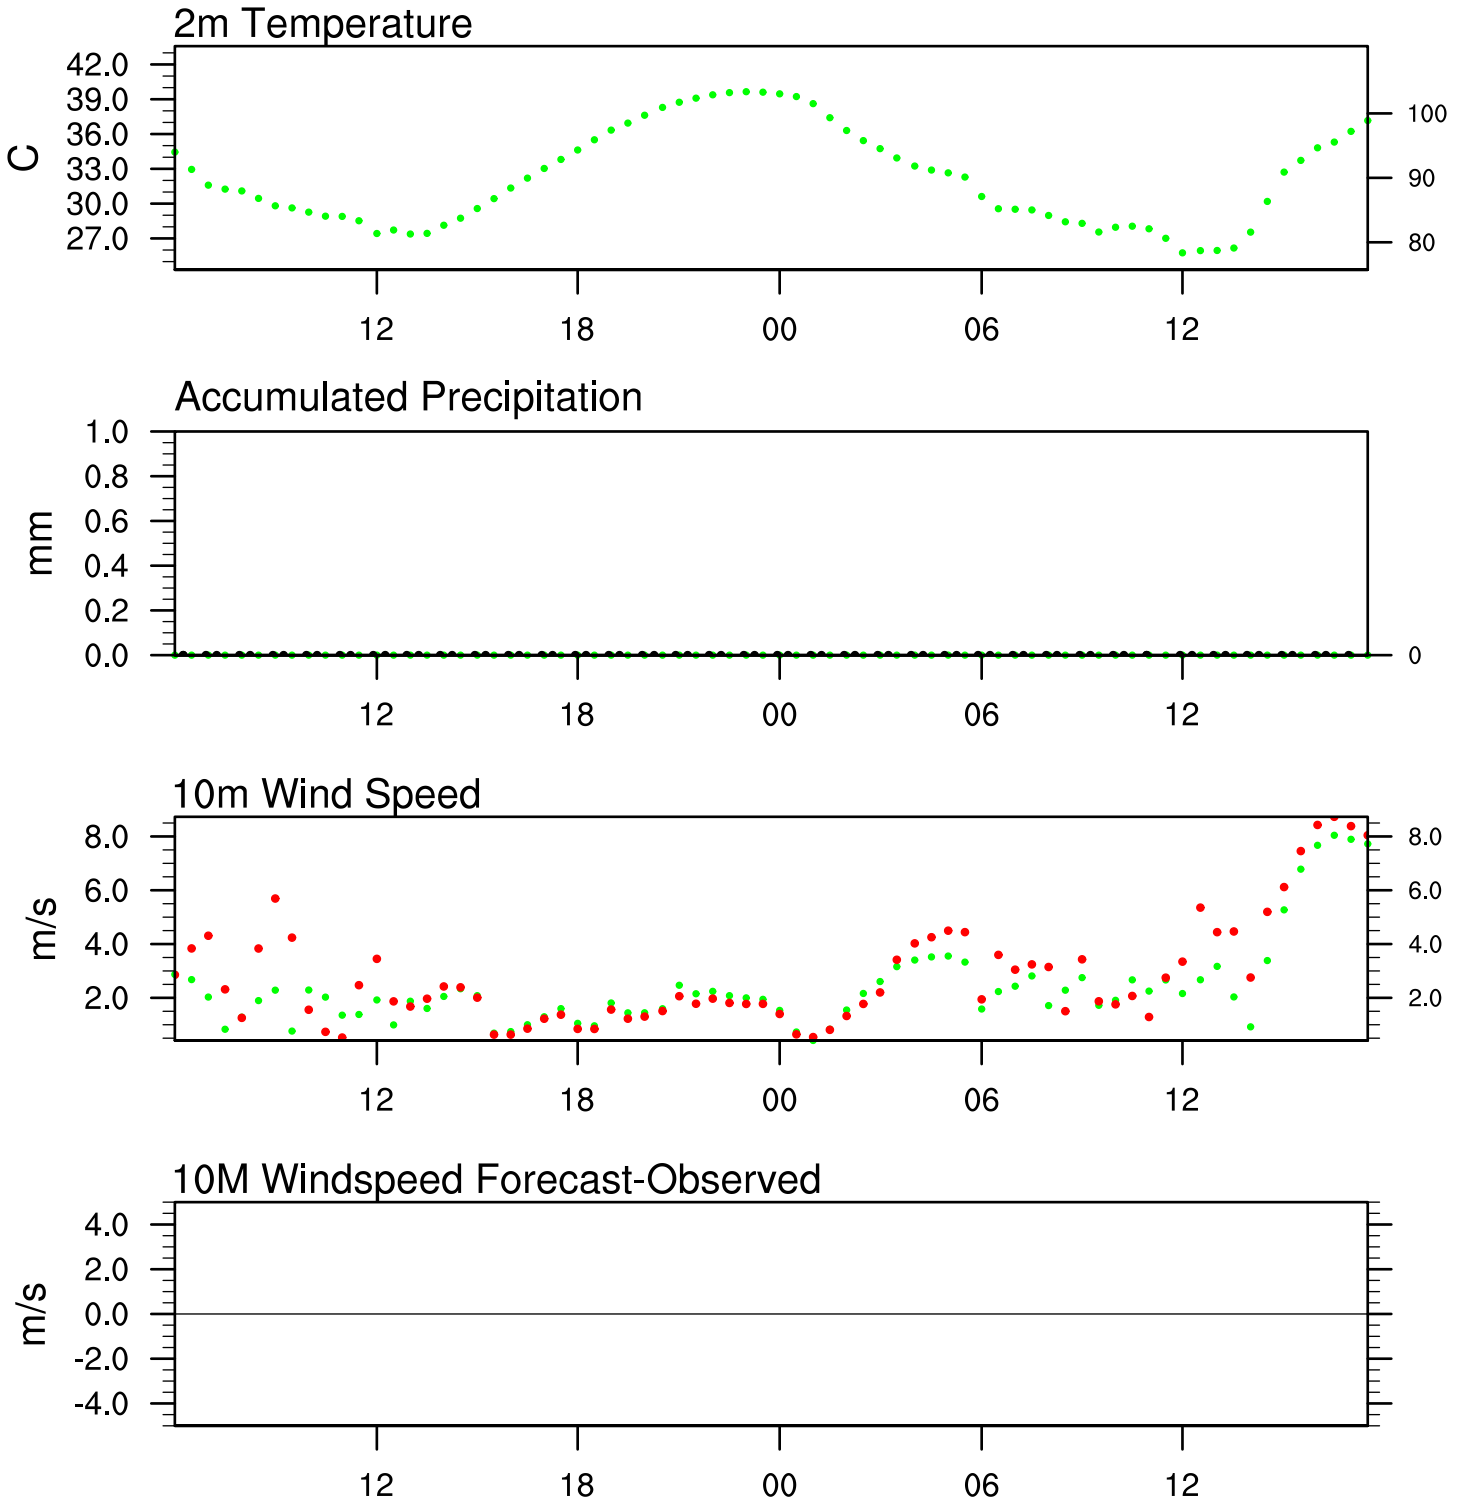 2m Temperature
42.0
39.0
36.0
33.0
30.0
27.0
C
100
90
80
12 18 00 06 12
Accumulated Precipitation
1.0
0.8
0.6
0.4
0.2
0.0
mm
0
12 18 00 06 12
10m Wind Speed
8.0
6.0
4.0
2.0
m/s
8.0
6.0
4.0
2.0
12 18 00 06 12
10M Windspeed Forecast-Observed
4.0
2.0
0.0
-2.0
-4.0
m/s
12 18 00 06 12